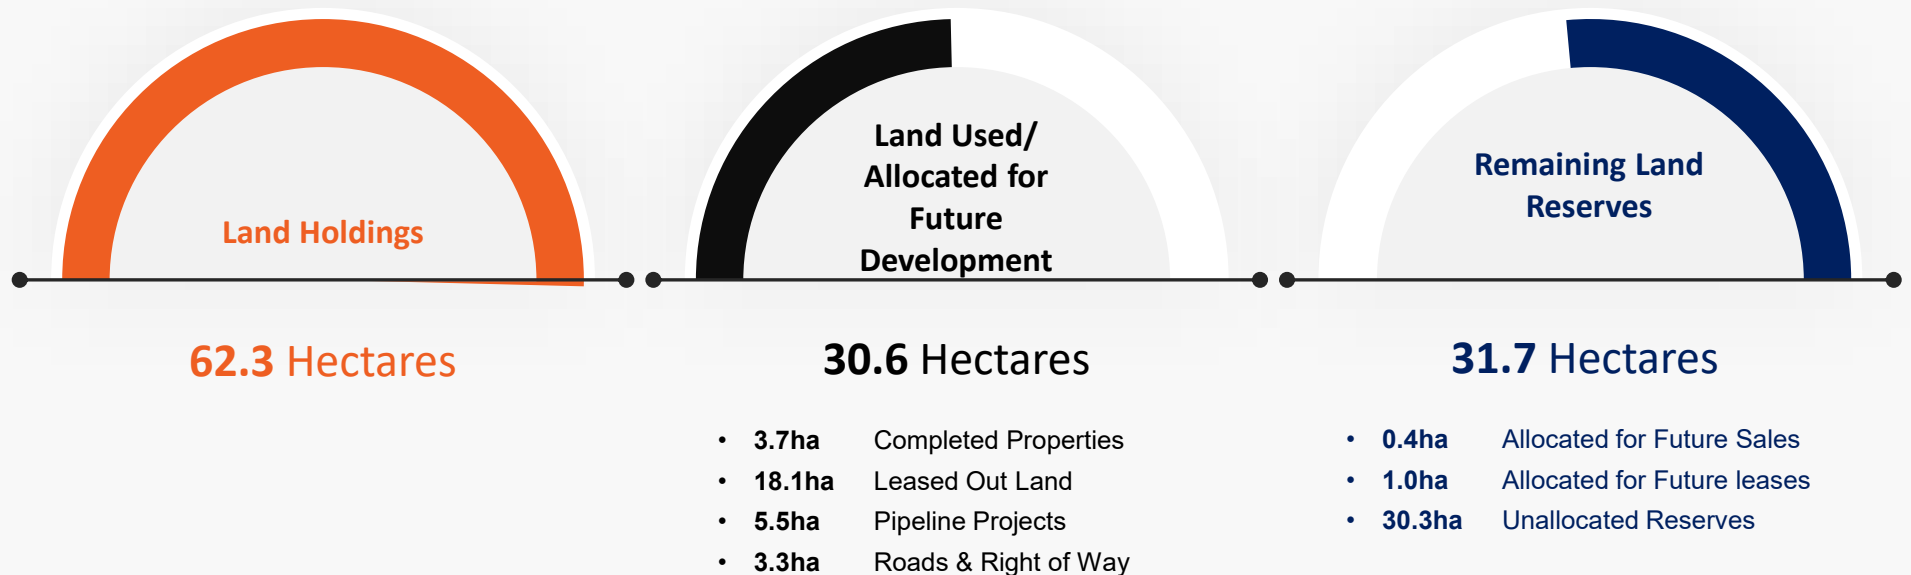 Land Holdings
62.3 Hectares
Land Used/
Allocated for
Future
Development
30.6 Hectares
• 3.7ha Completed Properties
• 18.1ha Leased Out Land
• 5.5ha Pipeline Projects
• 3.3ha Roads & Right of Way
Remaining Land
Reserves
31.7 Hectares
• 0.4ha Allocated for Future Sales
• 1.0ha Allocated for Future leases
• 30.3ha Unallocated Reserves